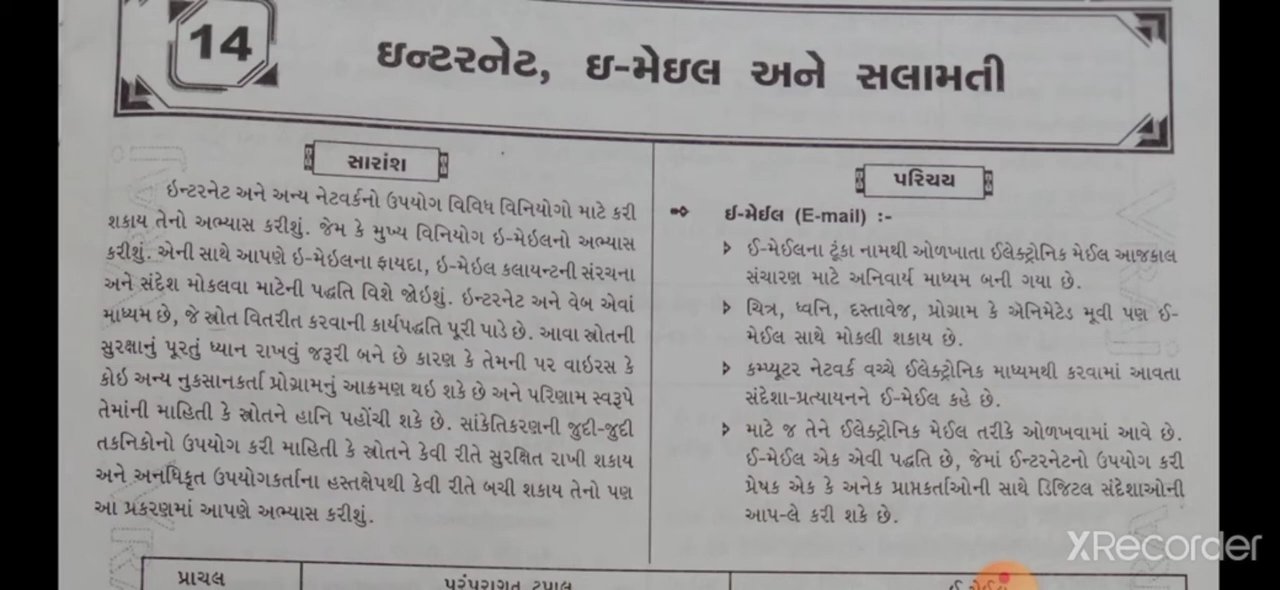 14
ઇન્ટરનેટ, ઇ-મેઇલ અને સલામતી
સારાંશ
ઇન્ટરનેટ અને અન્ય નેટવર્કનો ઉપયોગ વિવિધ વિનિયોગો માટે કરી
શકાય તેનો અભ્યાસ કરીશું. જેમ કે મુખ્ય વિનિયોગ ઇ-મેઇલનો અભ્યાસ
કરીશું. એની સાથે આપણે ઇ-મેઇલના ફાયદા, ઇ-મેઇલ ક્લાયન્ટની સંરચના
અને સંદેશ મોકલવા માટેની પદ્ધતિ વિશે જોઇશું. ઇન્ટરનેટ અને વેબ એવાં
માધ્યમ છે, જે સ્રોત વિતરીત કરવાની કાર્યપદ્ધતિ પૂરી પાડે છે. આવા સ્રોતની
સુરક્ષાનું પૂરતું ધ્યાન રાખવું જરૂરી બને છે કારણ કે તેમની પર વાઇરસ કે
કોઇ અન્ય નુકસાનકર્તા પ્રોગ્રામનું આક્રમણ થઇ શકે છે અને પરિણામ સ્વરૂપે
તેમાંની માહિતી કે સ્રોતને હાનિ પહોંચી શકે છે. સાંકેતિકરણની જુદી-જુદી
તકનિકોનો ઉપયોગ કરી માહિતી કે સ્રોતને કેવી રીતે સુરક્ષિત રાખી શકાય
અને અનધિકૃત ઉપયોગકર્તાના હસ્તક્ષેપથી કેવી રીતે બચી શકાય તેનો પણ
આ પ્રકરણમાં આપણે અભ્યાસ કરીશું.
પરિચય
ઈ-મેઈલ (E-mail) :-
ઈ-મેઈલના ટૂંકા નામથી ઓળખાતા ઈલેક્ટ્રોનિક મેઈલ આજકાલ
સંચારણ માટે અનિવાર્ય માધ્યમ બની ગયા છે.
ચિત્ર, ધ્વનિ, દસ્તાવેજ, પ્રોગ્રામ કે ઍનિમેટેડ મૂવી પણ ઈ-
મેઈલ સાથે મોકલી શકાય છે.
કમ્પ્યૂટર નેટવર્ક વચ્ચે ઈલેક્ટ્રોનિક માધ્યમથી કરવામાં આવતા
સંદેશા-પ્રત્યાયનને ઈ-મેઈલ કહે છે.
માટે જ તેને ઈલેક્ટ્રોનિક મેઈલ તરીકે ઓળખવામાં આવે છે.
ઈ-મેઈલ એક એવી પદ્ધતિ છે, જેમાં ઈન્ટરનેટનો ઉપયોગ કરી
પ્રેષક એક કે અનેક પ્રાપ્તકર્તાઓની સાથે ડિજિટલ સંદેશાઓની
આપ-લે કરી શકે છે.
પ્રાચલ
પરંપરાગત ટપાલ
XRecorder